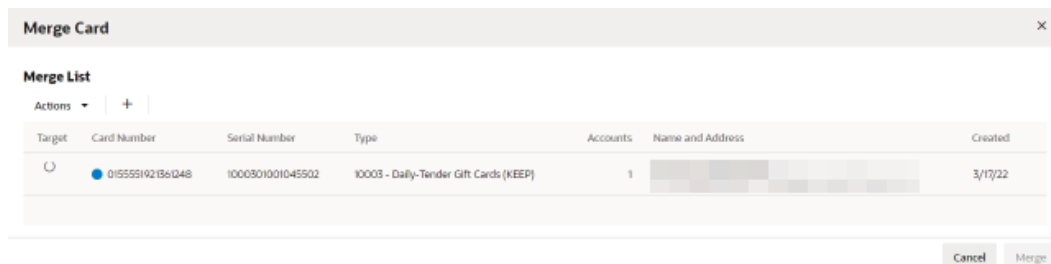 Merge Card ×
Merge List
Actions +
Target Card Number Serial Number Type Accounts Name and Address Created
0155551921361248 1000301001045502 10003 - Daily-Tender Gift Cards (KEEP) 1 3/17/22
Cancel Merge